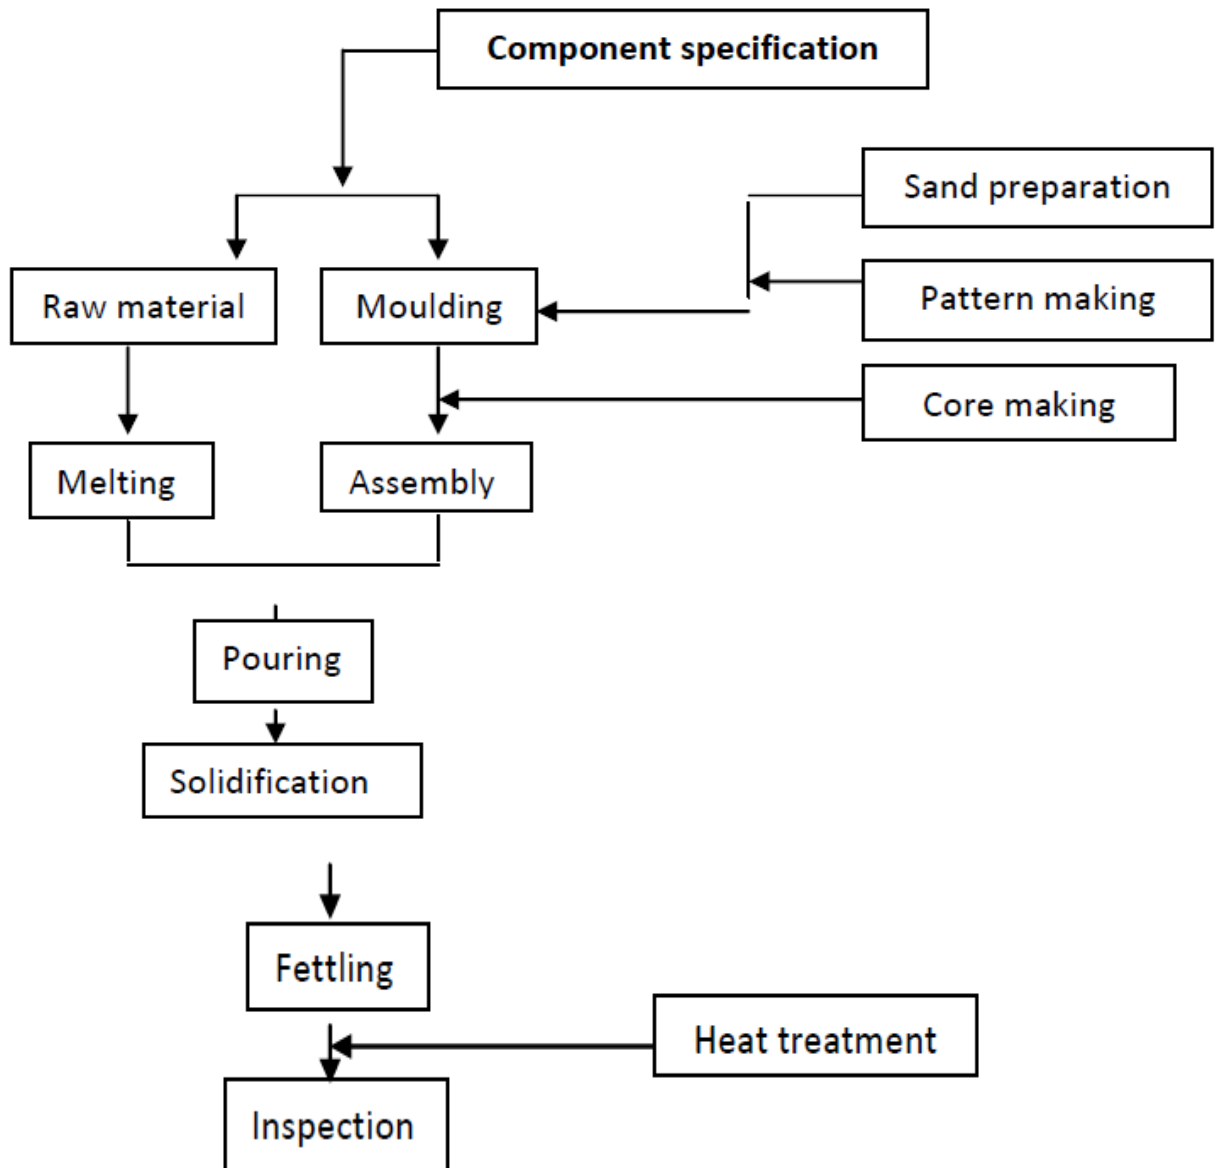 Component specification
Sand preparation
Raw material
Moulding
Pattern making
Core making
Melting
Assembly
Pouring
Solidification
Fettling
Heat treatment
Inspection